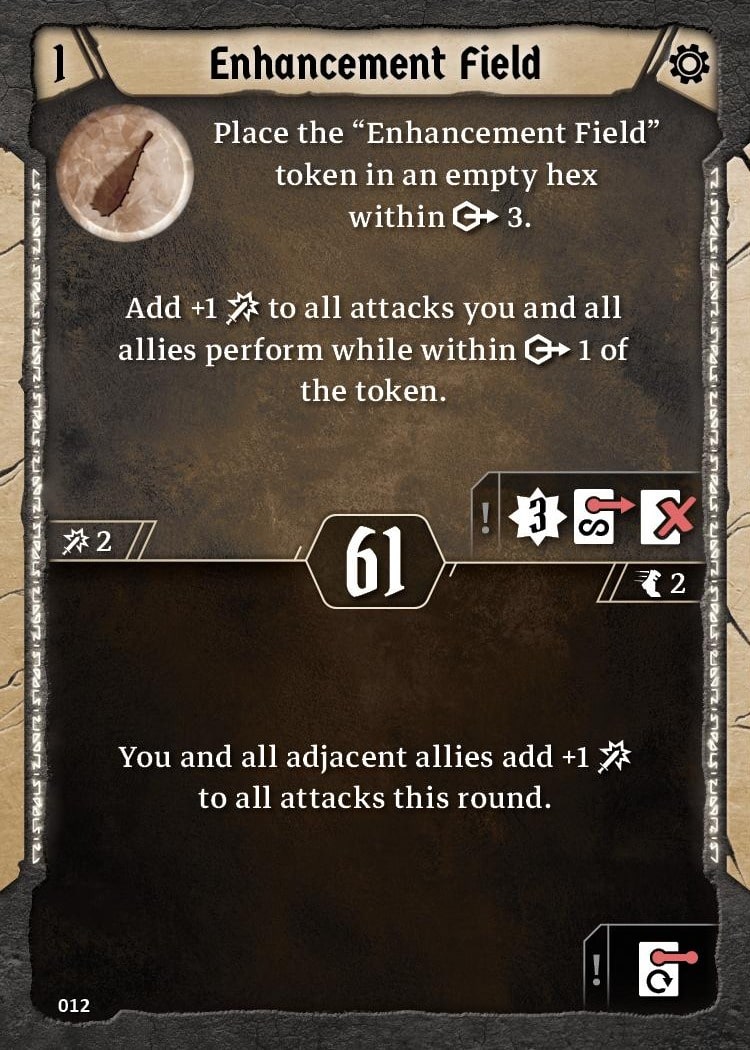 1
Enhancement Field
Place the “Enhancement Field”
token in an empty hex
within 3.
Add +1 to all attacks you and all
allies perform while within 1 of
the token.
! 3
2
61
2
You and all adjacent allies add +1
to all attacks this round.
!
012